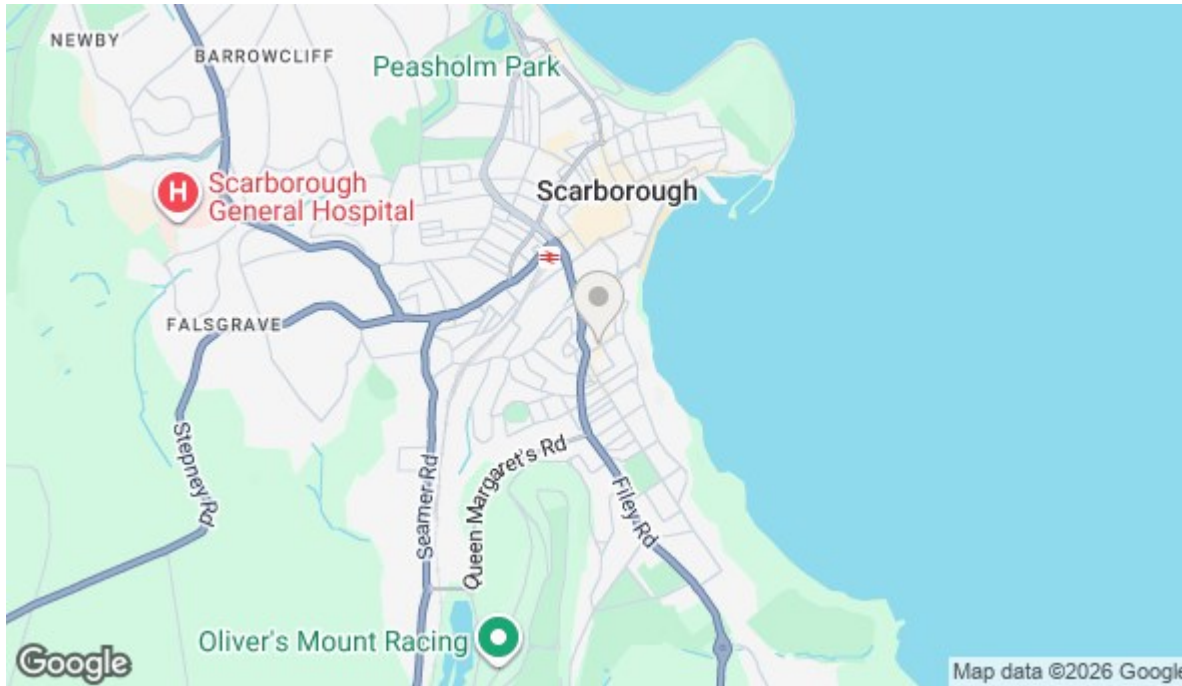 NEWBY
BARROWCLIFF
Peasholm Park
H
Scarborough
General Hospital
Scarborough
FALSGRAVE
Stepney Rd
Seamer Rd
Queen Margaret's Rd
Filey Rd
Oliver's Mount Racing
Google
Map data ©2026 Google